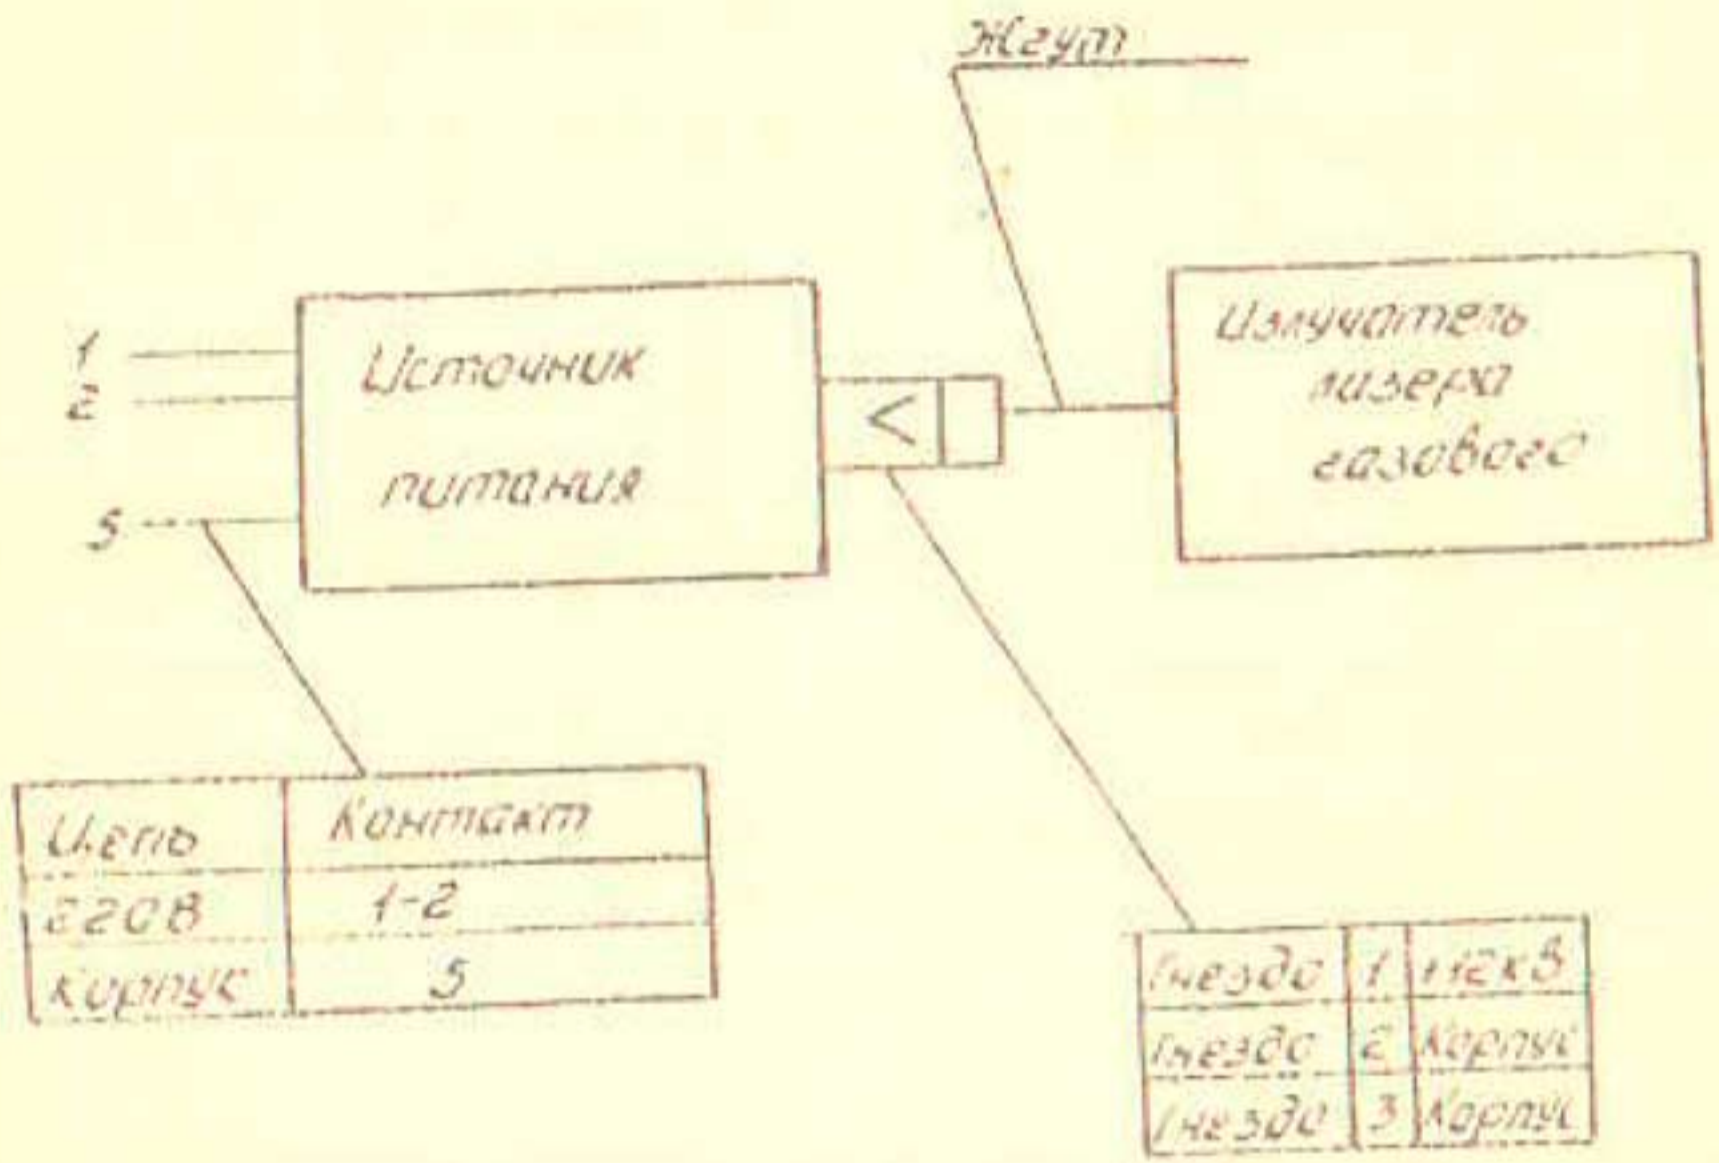 Жгут
1
2
5
Источник
питания
<
Излучатель
лазера
газового
Цепь Контакт
220В 1-2
Корпус 5
Гнездо 1
Гнездо 2 Корпус
Гнездо 3 Корпус